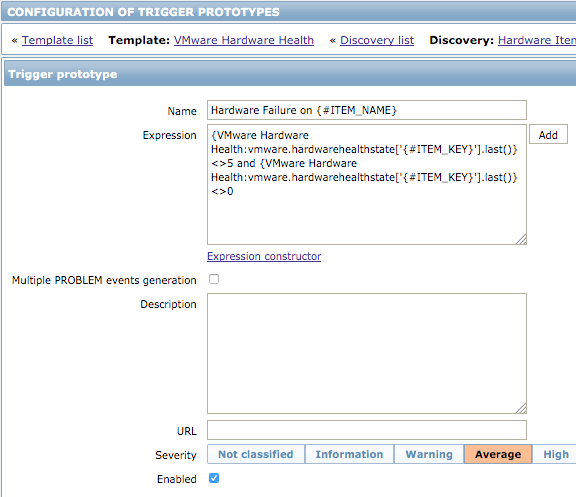 CONFIGURATION OF TRIGGER PROTOTYPES
« Template list Template: VMware Hardware Health « Discovery list Discovery: Hardware Iten
Trigger prototype
Name Hardware Failure on {#ITEM_NAME}
Expression {VMware Hardware
Health:vmware.hardwarehealthstate['{#ITEM_KEY}'].last()}
<>5 and {VMware Hardware
Health:vmware.hardwarehealthstate['{#ITEM_KEY}'].last()}
<>0
Add
Expression constructor
Multiple PROBLEM events generation
Description
URL
Severity Not classified Information Warning Average High
Enabled